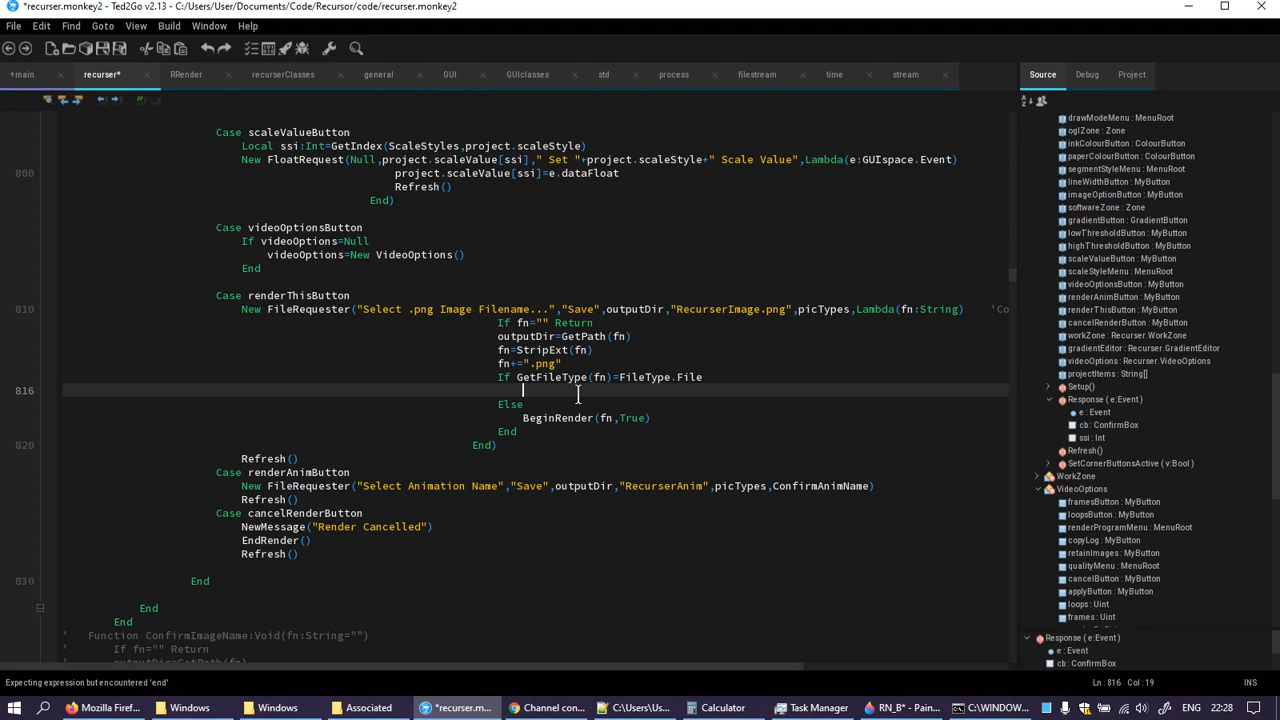 *recurser.monkey2 - Ted2Go v2.13 - C:/Users/User/Documents/Code/Recursor/code/recurser.monkey2
File Edit Find Goto View Build Window Help
+main recurser* RRender recurserClasses general GUI GUIclasses std process filestream time stream Source Debug Project
Case scaleValueButton
Local ssi:Int=GetIndex(ScaleStyles,project.scaleStyle)
New FloatRequest(Null,project.scaleValue[ssi]," Set "+project.scaleStyle+" Scale Value",Lambda(e:GUIspace.Event)
800 project.scaleValue[ssi]=e.dataFloat
Refresh()
End)
Case videoOptionsButton
If videoOptions=Null
videoOptions=New VideoOptions()
End
Case renderThisButton
810 New FileRequester("Select .png Image Filename...","Save",outputDir,"RecurserImage.png",picTypes,Lambda(fn:String) 'Co
If fn="" Return
outputDir=GetPath(fn)
fn=StripExt(fn)
fn+=".png"
If GetFileType(fn)=FileType.File
816
Else
BeginRender(fn,True)
End
820 End)
Refresh()
Case renderAnimButton
New FileRequester("Select Animation Name","Save",outputDir,"RecurserAnim",picTypes,ConfirmAnimName)
Refresh()
Case cancelRenderButton
NewMessage("Render Cancelled")
EndRender()
Refresh()
830 End
End
End
' Function ConfirmImageName:Void(fn:String="")
' If fn="" Return
' outputDir=GetPath(fn)
drawModeMenu : MenuRoot
oglZone : Zone
inkColourButton : ColourButton
paperColourButton : ColourButton
segmentStyleMenu : MenuRoot
lineWidthButton : MyButton
imageOptionButton : MyButton
softwareZone : Zone
gradientButton : GradientButton
lowThresholdButton : MyButton
highThresholdButton : MyButton
scaleValueButton : MyButton
scaleStyleMenu : MenuRoot
videoOptionsButton : MyButton
renderAnimButton : MyButton
renderThisButton : MyButton
cancelRenderButton : MyButton
workZone : Recurser.WorkZone
gradientEditor : Recurser.GradientEditor
videoOptions : Recurser.VideoOptions
projectItems : String[]
Setup()
Response ( e:Event )
e : Event
cb : ConfirmBox
ssi : Int
Refresh()
SetCornerButtonsActive ( v:Bool )
WorkZone
VideoOptions
framesButton : MyButton
loopsButton : MyButton
renderProgramMenu : MenuRoot
copyLog : MyButton
retainImages : MyButton
qualityMenu : MenuRoot
cancelButton : MyButton
applyButton : MyButton
loops : Uint
frames : Uint
Response ( e:Event )
e : Event
cb : ConfirmBox
Expecting expression but encountered 'end' Ln : 816 Col : 19 INS
Mozilla Firefo... Windows Windows Associated *recurser.m... Channel con... C:\Users\Us... Calculator Task Manager RN_B* - Pain... C:\WINDOW... ENG 22:28